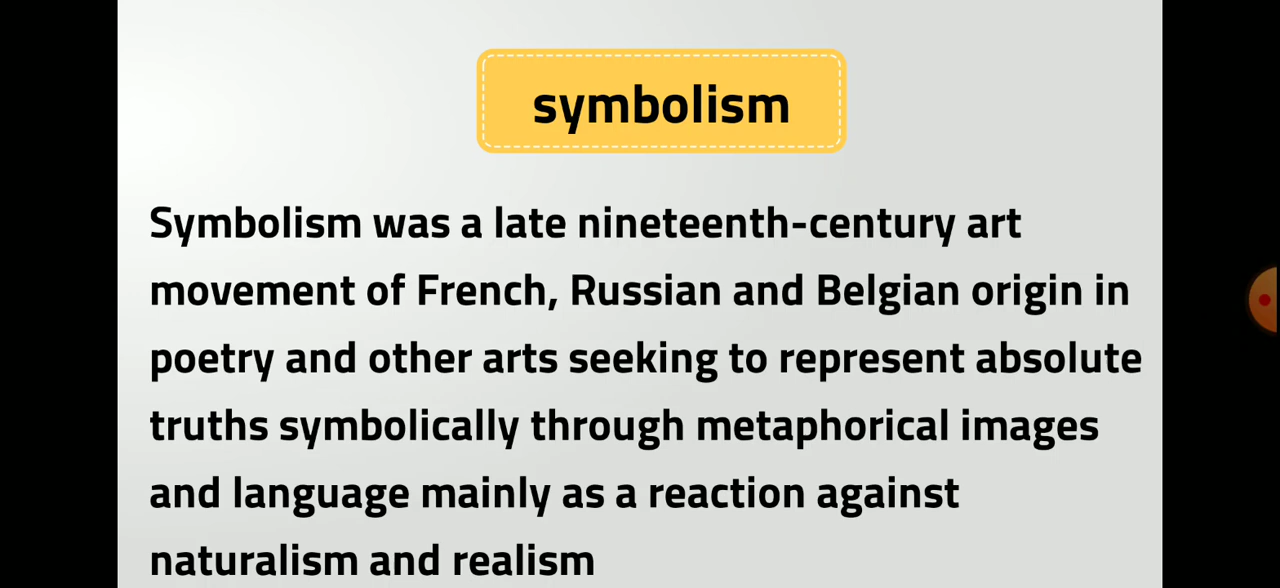 symbolism
Symbolism was a late nineteenth-century art
movement of French, Russian and Belgian origin in
poetry and other arts seeking to represent absolute
truths symbolically through metaphorical images
and language mainly as a reaction against
naturalism and realism